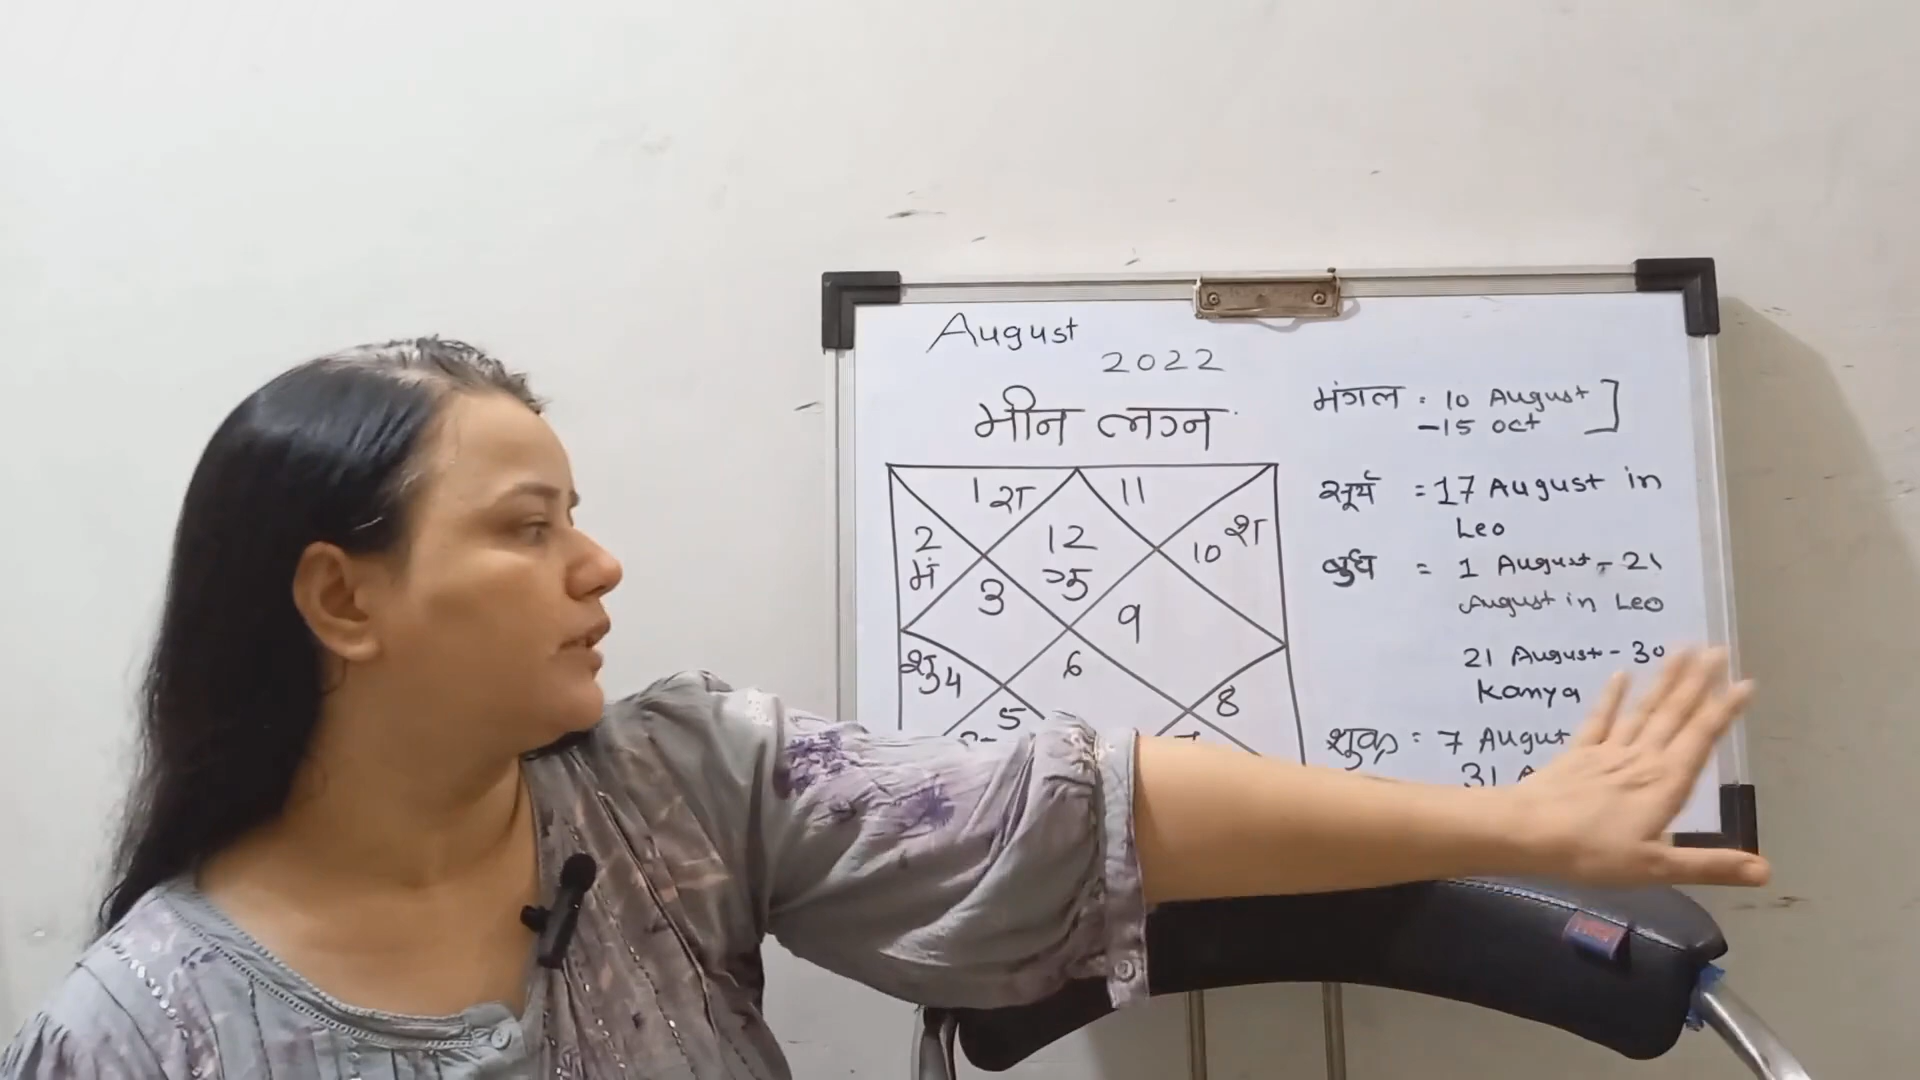 August
2022
मीन लग्न
मंगल : 10 August
-15 oct
सूर्य = 17 August in
Leo
बुध = 1 August - 21
August in Leo
21 August - 30
Kanya
शुक्र = 7 August
31 A
1 रा
11
2
मं
12
गु
10 श
3
9
शु 4
6
5
8